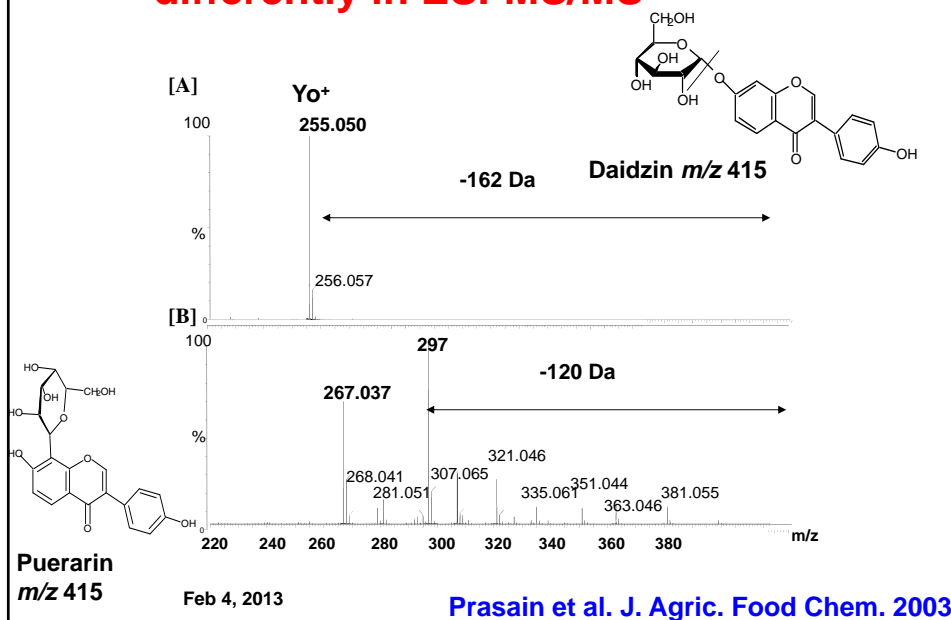 differently in ESI-MS/MS
CH₂OH
O
OH
OH
OH
O
O
O
OH
[A]
Yo⁺
100
255.050
Daidzin m/z 415
-162 Da
%
256.057
0
[B]
100
297
-120 Da
HO
OH
CH₂OH
HO
HO
O
HO
O
O
OH
267.037
%
268.041
281.051
307.065
321.046
335.061
351.044
363.046
381.055
0
220 240 260 280 300 320 340 360 380 m/z
Puerarin
m/z 415
Feb 4, 2013
Prasain et al. J. Agric. Food Chem. 2003